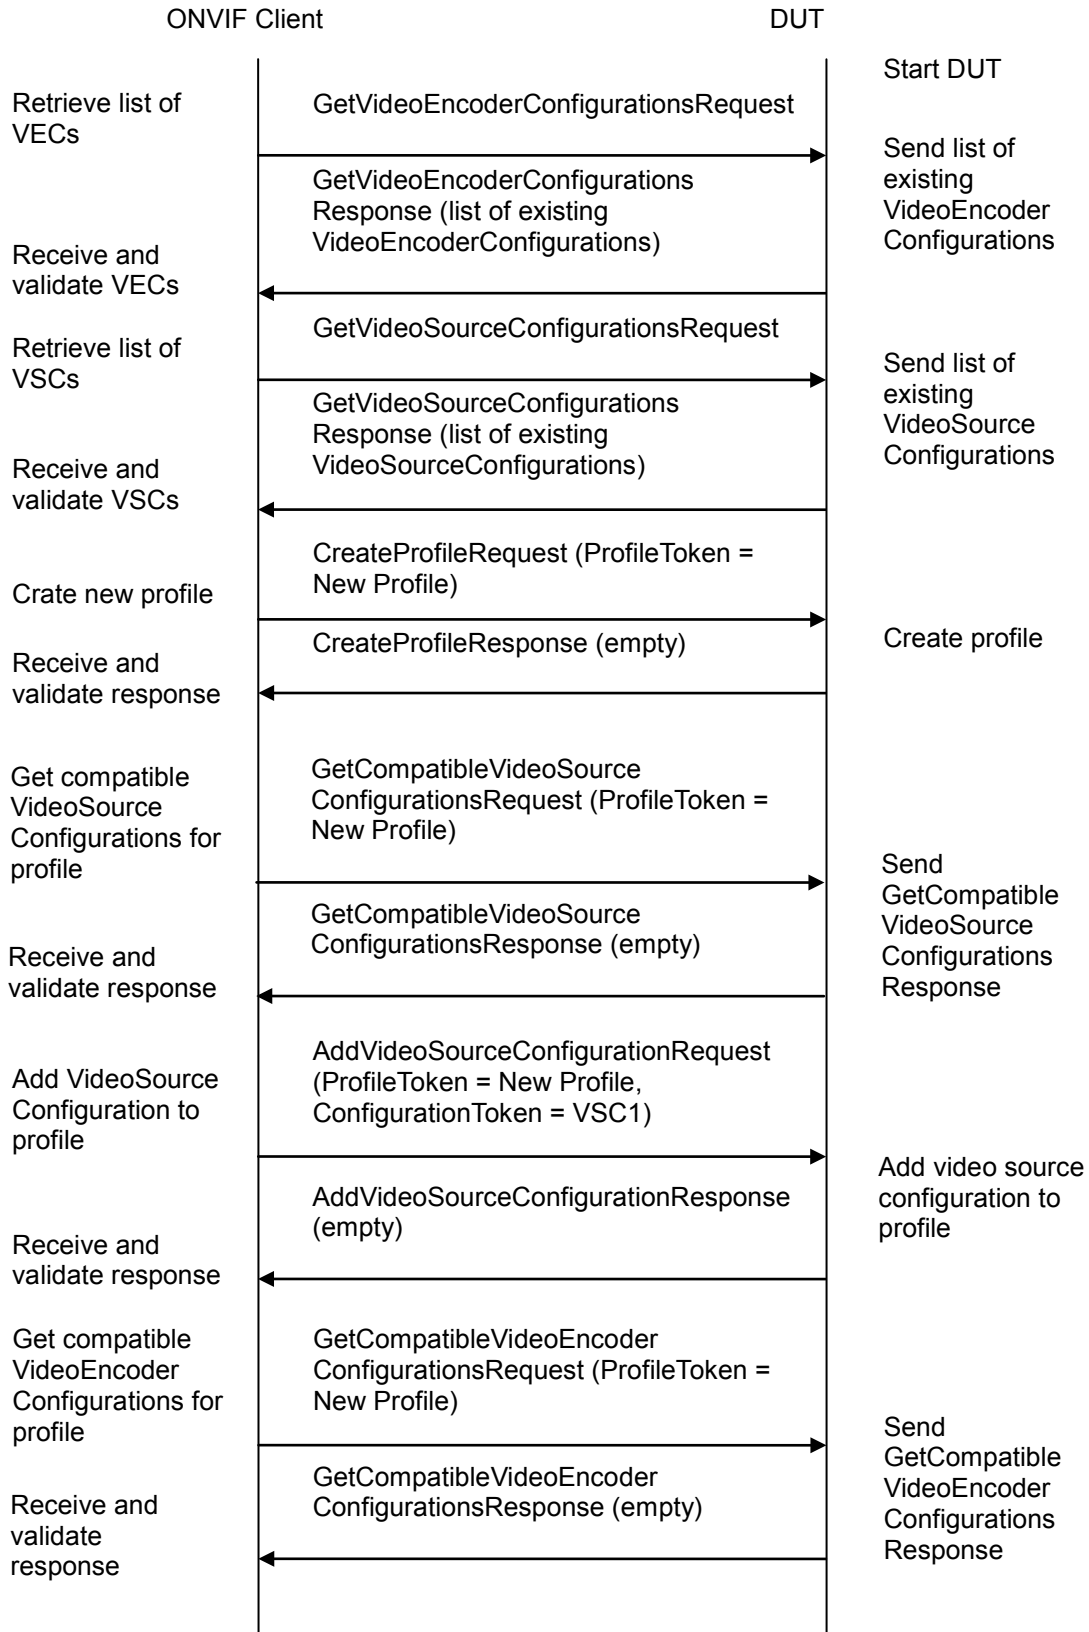 ONVIF Client
DUT
Start DUT
Retrieve list of
VECs
GetVideoEncoderConfigurationsRequest
Send list of
existing
VideoEncoder
Configurations
GetVideoEncoderConfigurations
Response (list of existing
VideoEncoderConfigurations)
Receive and
validate VECs
GetVideoSourceConfigurationsRequest
Retrieve list of
VSCs
Send list of
existing
VideoSource
Configurations
GetVideoSourceConfigurations
Response (list of existing
VideoSourceConfigurations)
Receive and
validate VSCs
CreateProfileRequest (ProfileToken =
New Profile)
Crate new profile
CreateProfileResponse (empty)
Create profile
Receive and
validate response
Get compatible
VideoSource
Configurations for
profile
GetCompatibleVideoSource
ConfigurationsRequest (ProfileToken =
New Profile)
Send
GetCompatible
VideoSource
Configurations
Response
GetCompatibleVideoSource
ConfigurationsResponse (empty)
Receive and
validate response
AddVideoSourceConfigurationRequest
(ProfileToken = New Profile,
ConfigurationToken = VSC1)
Add VideoSource
Configuration to
profile
Add video source
configuration to
profile
AddVideoSourceConfigurationResponse
(empty)
Receive and
validate response
Get compatible
VideoEncoder
Configurations for
profile
GetCompatibleVideoEncoder
ConfigurationsRequest (ProfileToken =
New Profile)
Send
GetCompatible
VideoEncoder
Configurations
Response
GetCompatibleVideoEncoder
ConfigurationsResponse (empty)
Receive and
validate
response